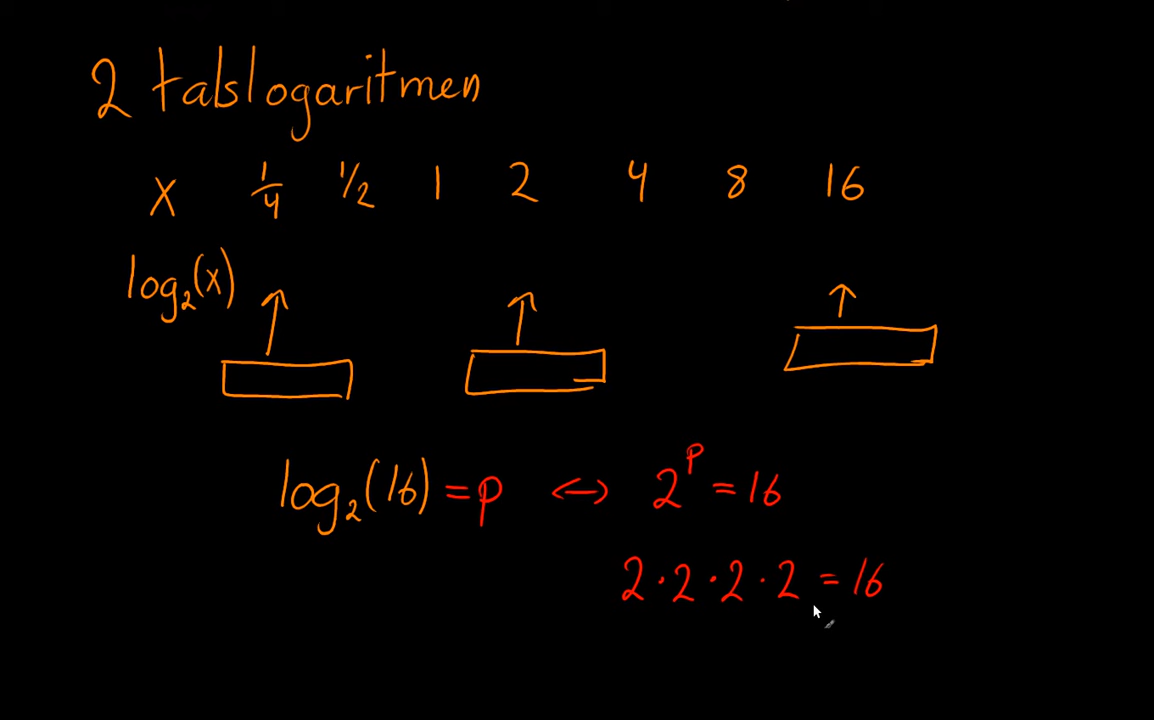 2 talslogaritmen
x 1/4 1/2 1 2 4 8 16
log₂(x)
log₂(16) = p ↔ 2ᵖ = 16
2·2·2·2 = 16